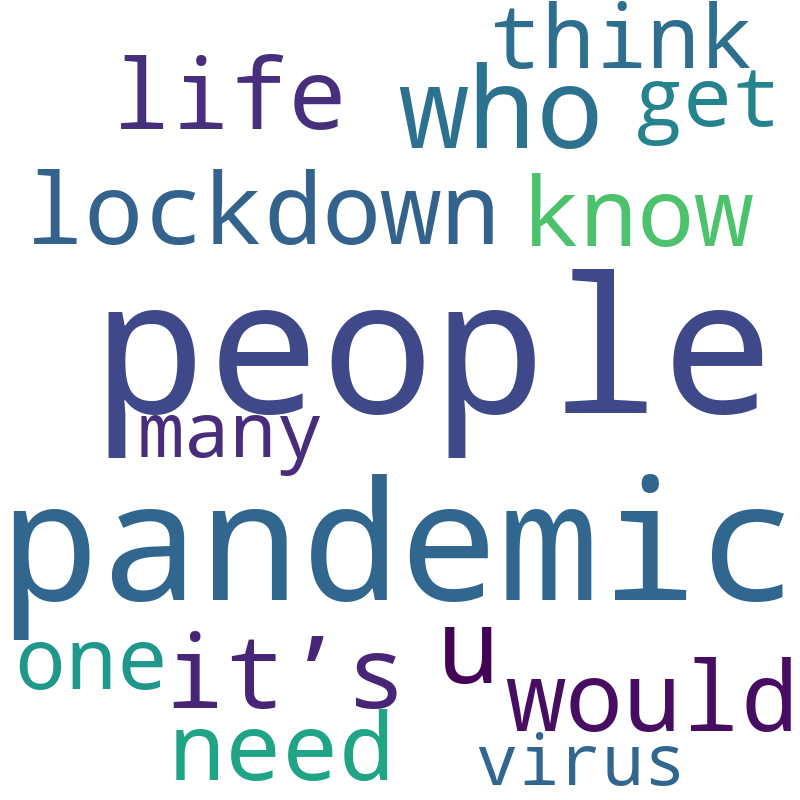 think
life who get
lockdown know
people
many
pandemic
one it’s u
would
need virus